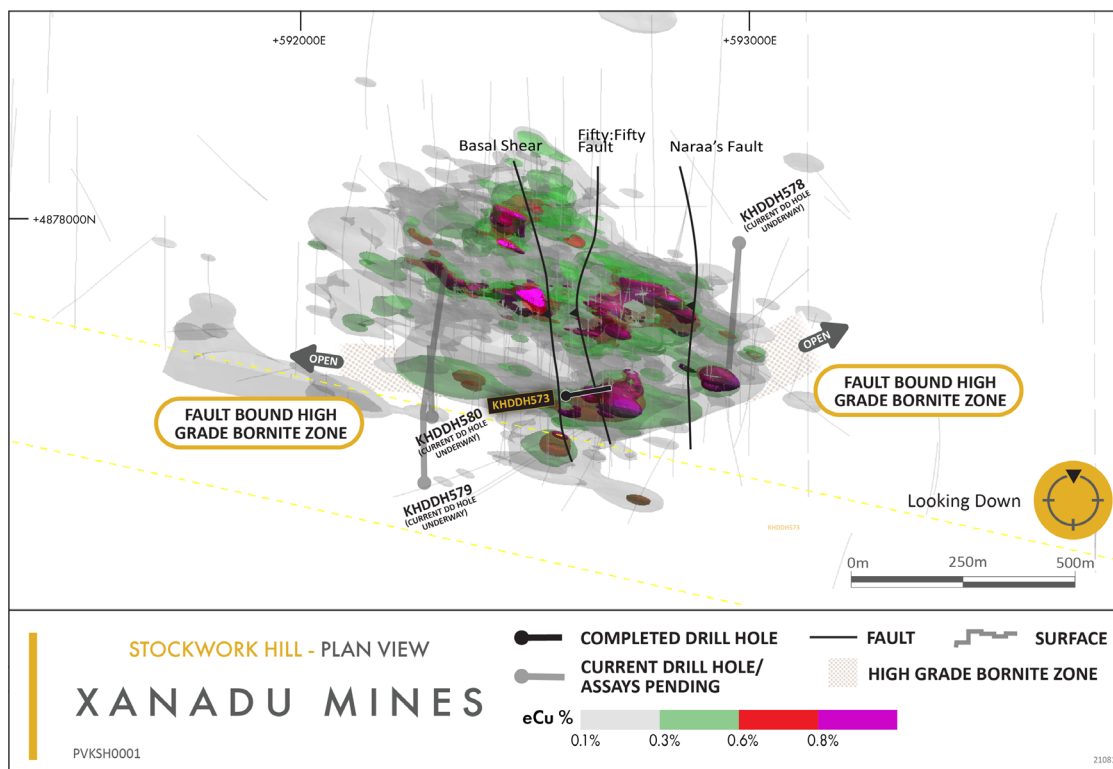 +592000E
+593000E
Basal Shear
Fifty:Fifty
Fault
Naraa's Fault
+4878000N
KHDDH578
(CURRENT DD HOLE
UNDERWAY)
OPEN
OPEN
FAULT BOUND HIGH
GRADE BORNITE ZONE
FAULT BOUND HIGH
GRADE BORNITE ZONE
KHDDH573
KHDDH580
(CURRENT DD HOLE
UNDERWAY)
KHDDH579
(CURRENT DD HOLE
UNDERWAY)
Looking Down
KHDDH573
0m
250m
500m
STOCKWORK HILL - PLAN VIEW
XANADU MINES
PVKSH0001
COMPLETED DRILL HOLE
FAULT
SURFACE
CURRENT DRILL HOLE/
ASSAYS PENDING
HIGH GRADE BORNITE ZONE
eCu %
0.1%
0.3%
0.6%
0.8%